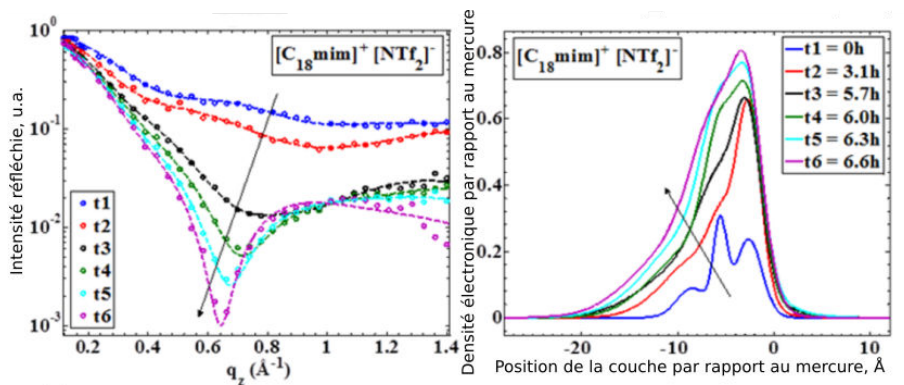 Intensité réfléchie, u.a.
10⁰
10⁻¹
10⁻²
10⁻³
[C₁₈mim]⁺ [NTf₂]⁻
t1
t2
t3
t4
t5
t6
0.2 0.4 0.6 0.8 1 1.2 1.4
q_z (Å⁻¹)
Densité électronique par rapport au mercure
0.8
0.6
0.4
0.2
0
[C₁₈mim]⁺ [NTf₂]⁻
t1 = 0h
t2 = 3.1h
t3 = 5.7h
t4 = 6.0h
t5 = 6.3h
t6 = 6.6h
-20 -10 0 10
Position de la couche par rapport au mercure, Å